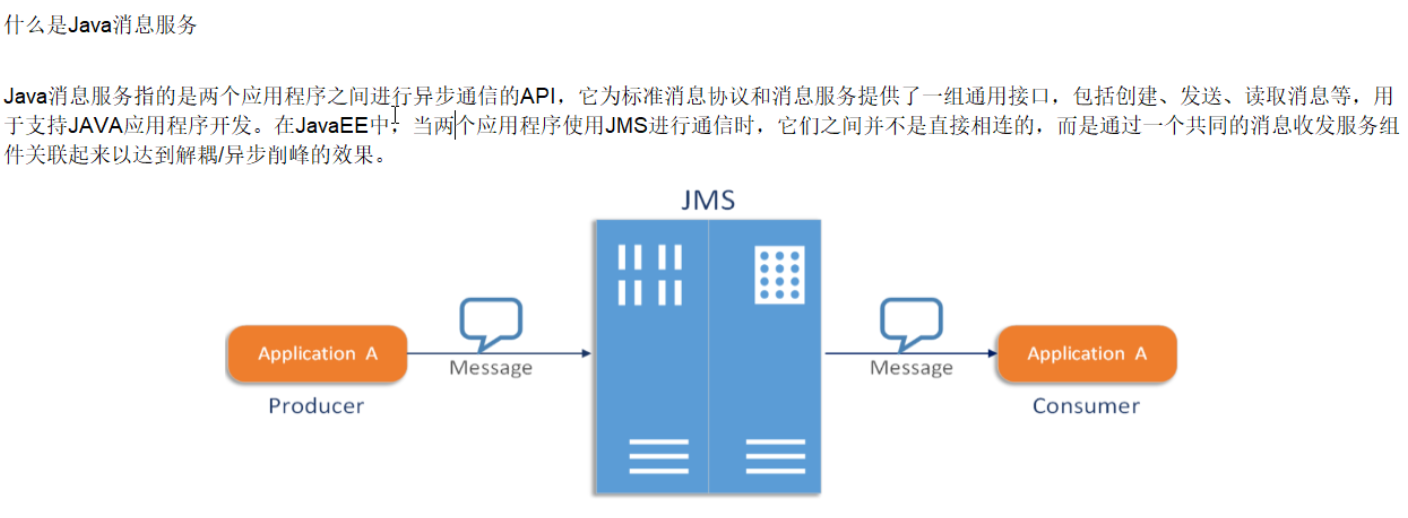 什么是Java消息服务
Java消息服务指的是两个应用程序之间进行异步通信的API，它为标准消息协议和消息服务提供了一组通用接口，包括创建、发送、读取消息等，用
于支持JAVA应用程序开发。在JavaEE中，当两个应用程序使用JMS进行通信时，它们之间并不是直接相连的，而是通过一个共同的消息收发服务组
件关联起来以达到解耦/异步削峰的效果。
JMS
Application A
Message
Message
Application A
Producer
Consumer